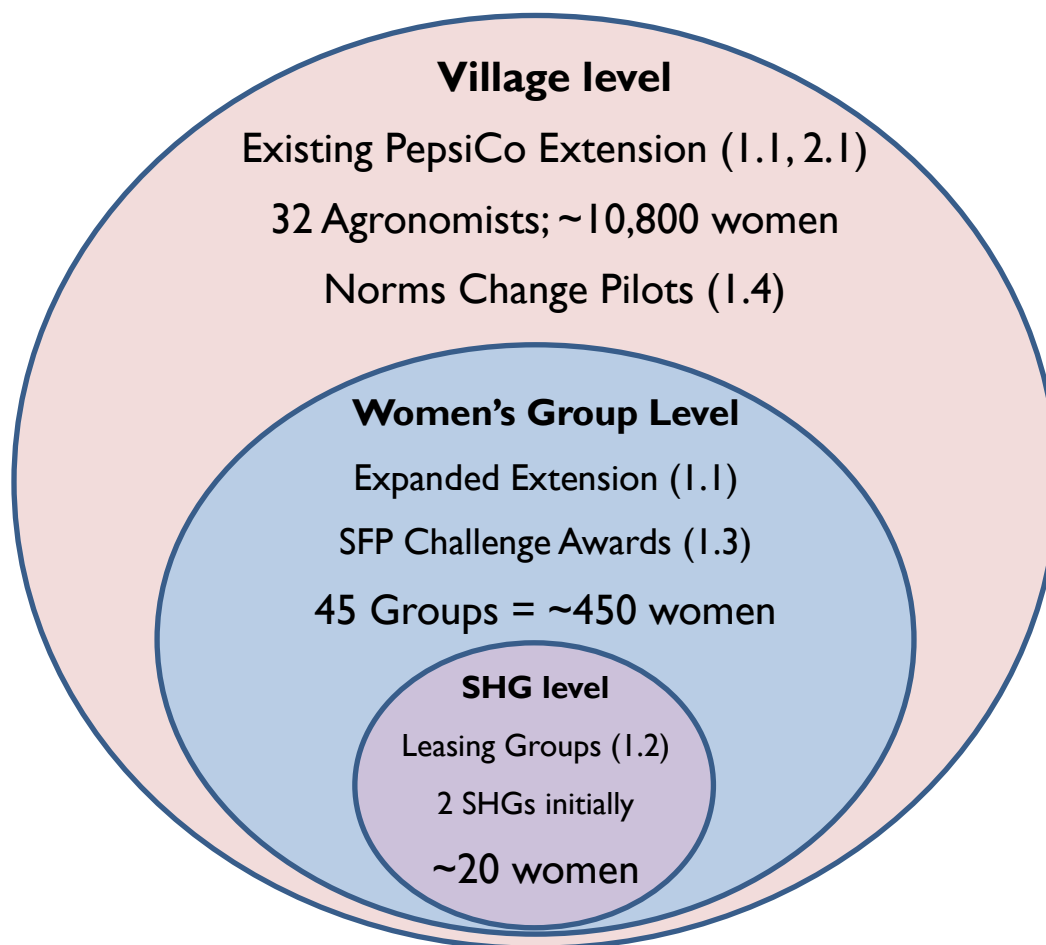 Village level
Existing PepsiCo Extension (1.1, 2.1)
32 Agronomists; ~10,800 women
Norms Change Pilots (1.4)
Women’s Group Level
Expanded Extension (1.1)
SFP Challenge Awards (1.3)
45 Groups = ~450 women
SHG level
Leasing Groups (1.2)
2 SHGs initially
~20 women